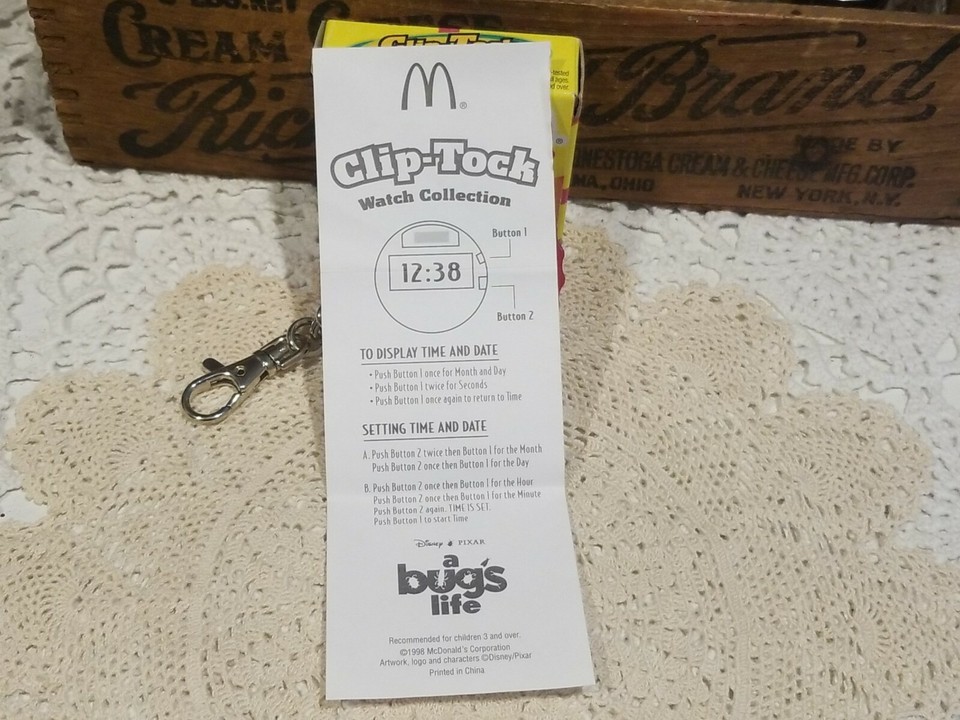 CREAM CHEESE
Brand
MADE BY
CREAM & CHEESE MFG. CORP.
OHIO
NEW YORK, N.Y.
Clip-Tock
M®
Clip-Tock
Watch Collection
Button 1
12:38
Button 2
TO DISPLAY TIME AND DATE
• Push Button 1 once for Month and Day
• Push Button 1 twice for Seconds
• Push Button 1 once again to return to Time
SETTING TIME AND DATE
A. Push Button 2 twice then Button 1 for the Month
Push Button 2 once then Button 1 for the Day
B. Push Button 2 once then Button 1 for the Hour
Push Button 2 once then Button 1 for the Minute
Push Button 2 again. TIME IS SET.
Push Button 1 to start Time
Disney PIXAR
a
bug's
life
Recommended for children 3 and over.
©1998 McDonald's Corporation
Artwork, logo and characters ©Disney/Pixar
Printed in China